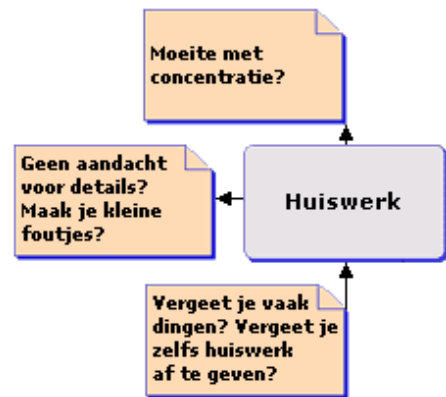 Moeite met
concentratie?
Geen aandacht
voor details?
Maak je kleine
foutjes?
Huiswerk
Vergeet je vaak
dingen? Vergeet je
zelfs huiswerk
af te geven?